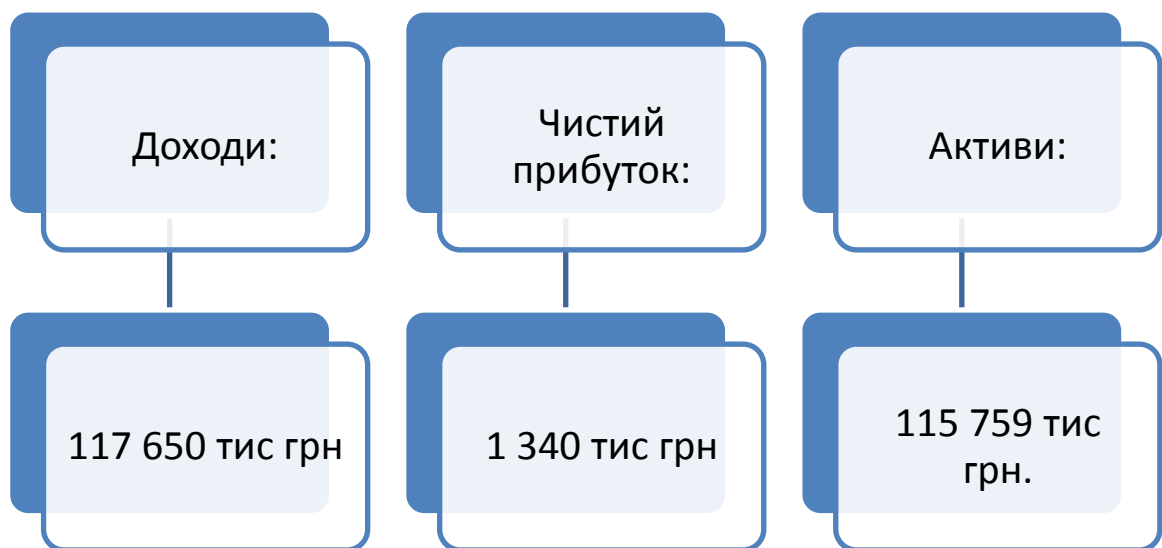 Доходи:
Чистий
прибуток:
Активи:
117 650 тис грн
1 340 тис грн
115 759 тис
грн.